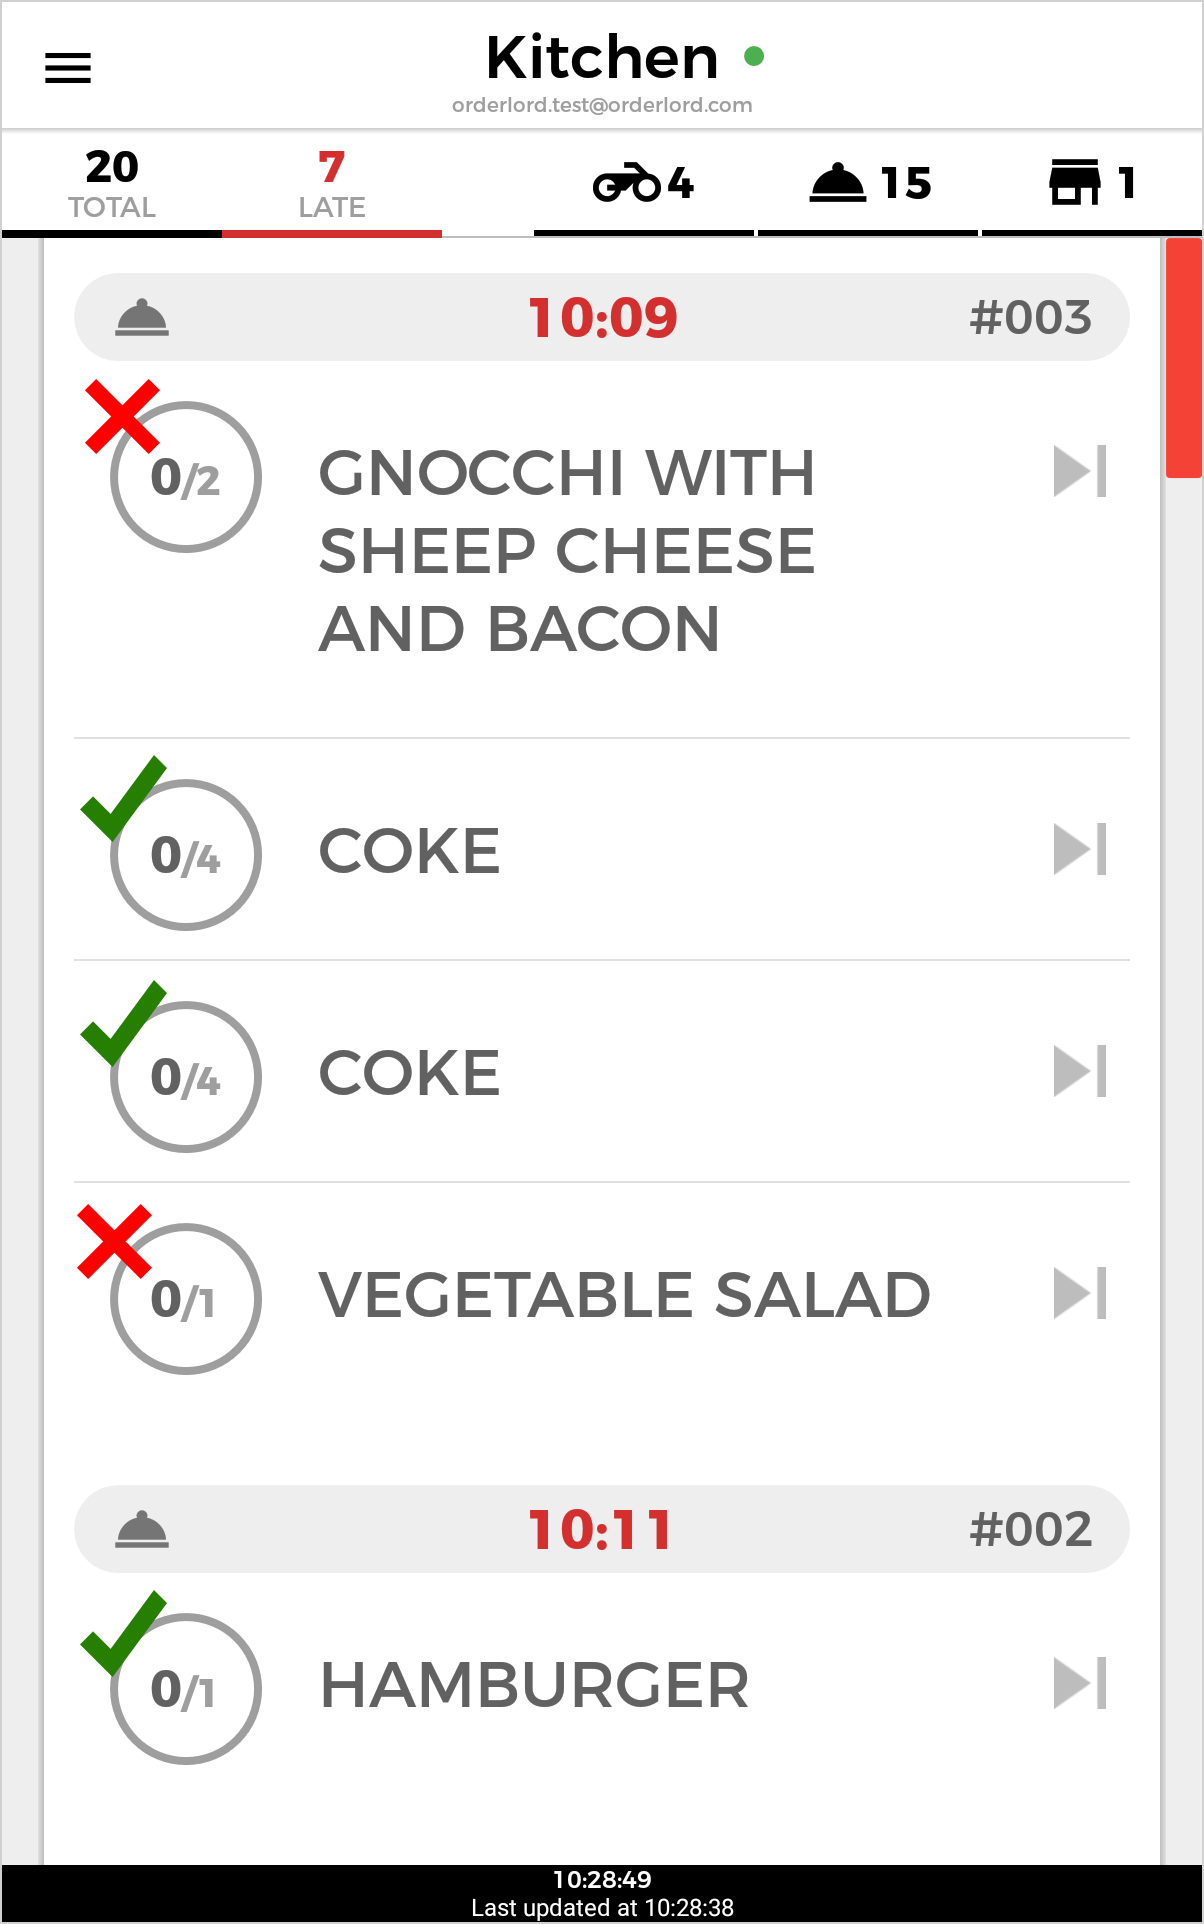 Kitchen
orderlord.test@orderlord.com
20
TOTAL
7
LATE
4
15
1
10:09 #003
0/2 GNOCCHI WITH
SHEEP CHEESE
AND BACON
0/4 COKE
0/4 COKE
0/1 VEGETABLE SALAD
10:11 #002
0/1 HAMBURGER
10:28:49
Last updated at 10:28:38